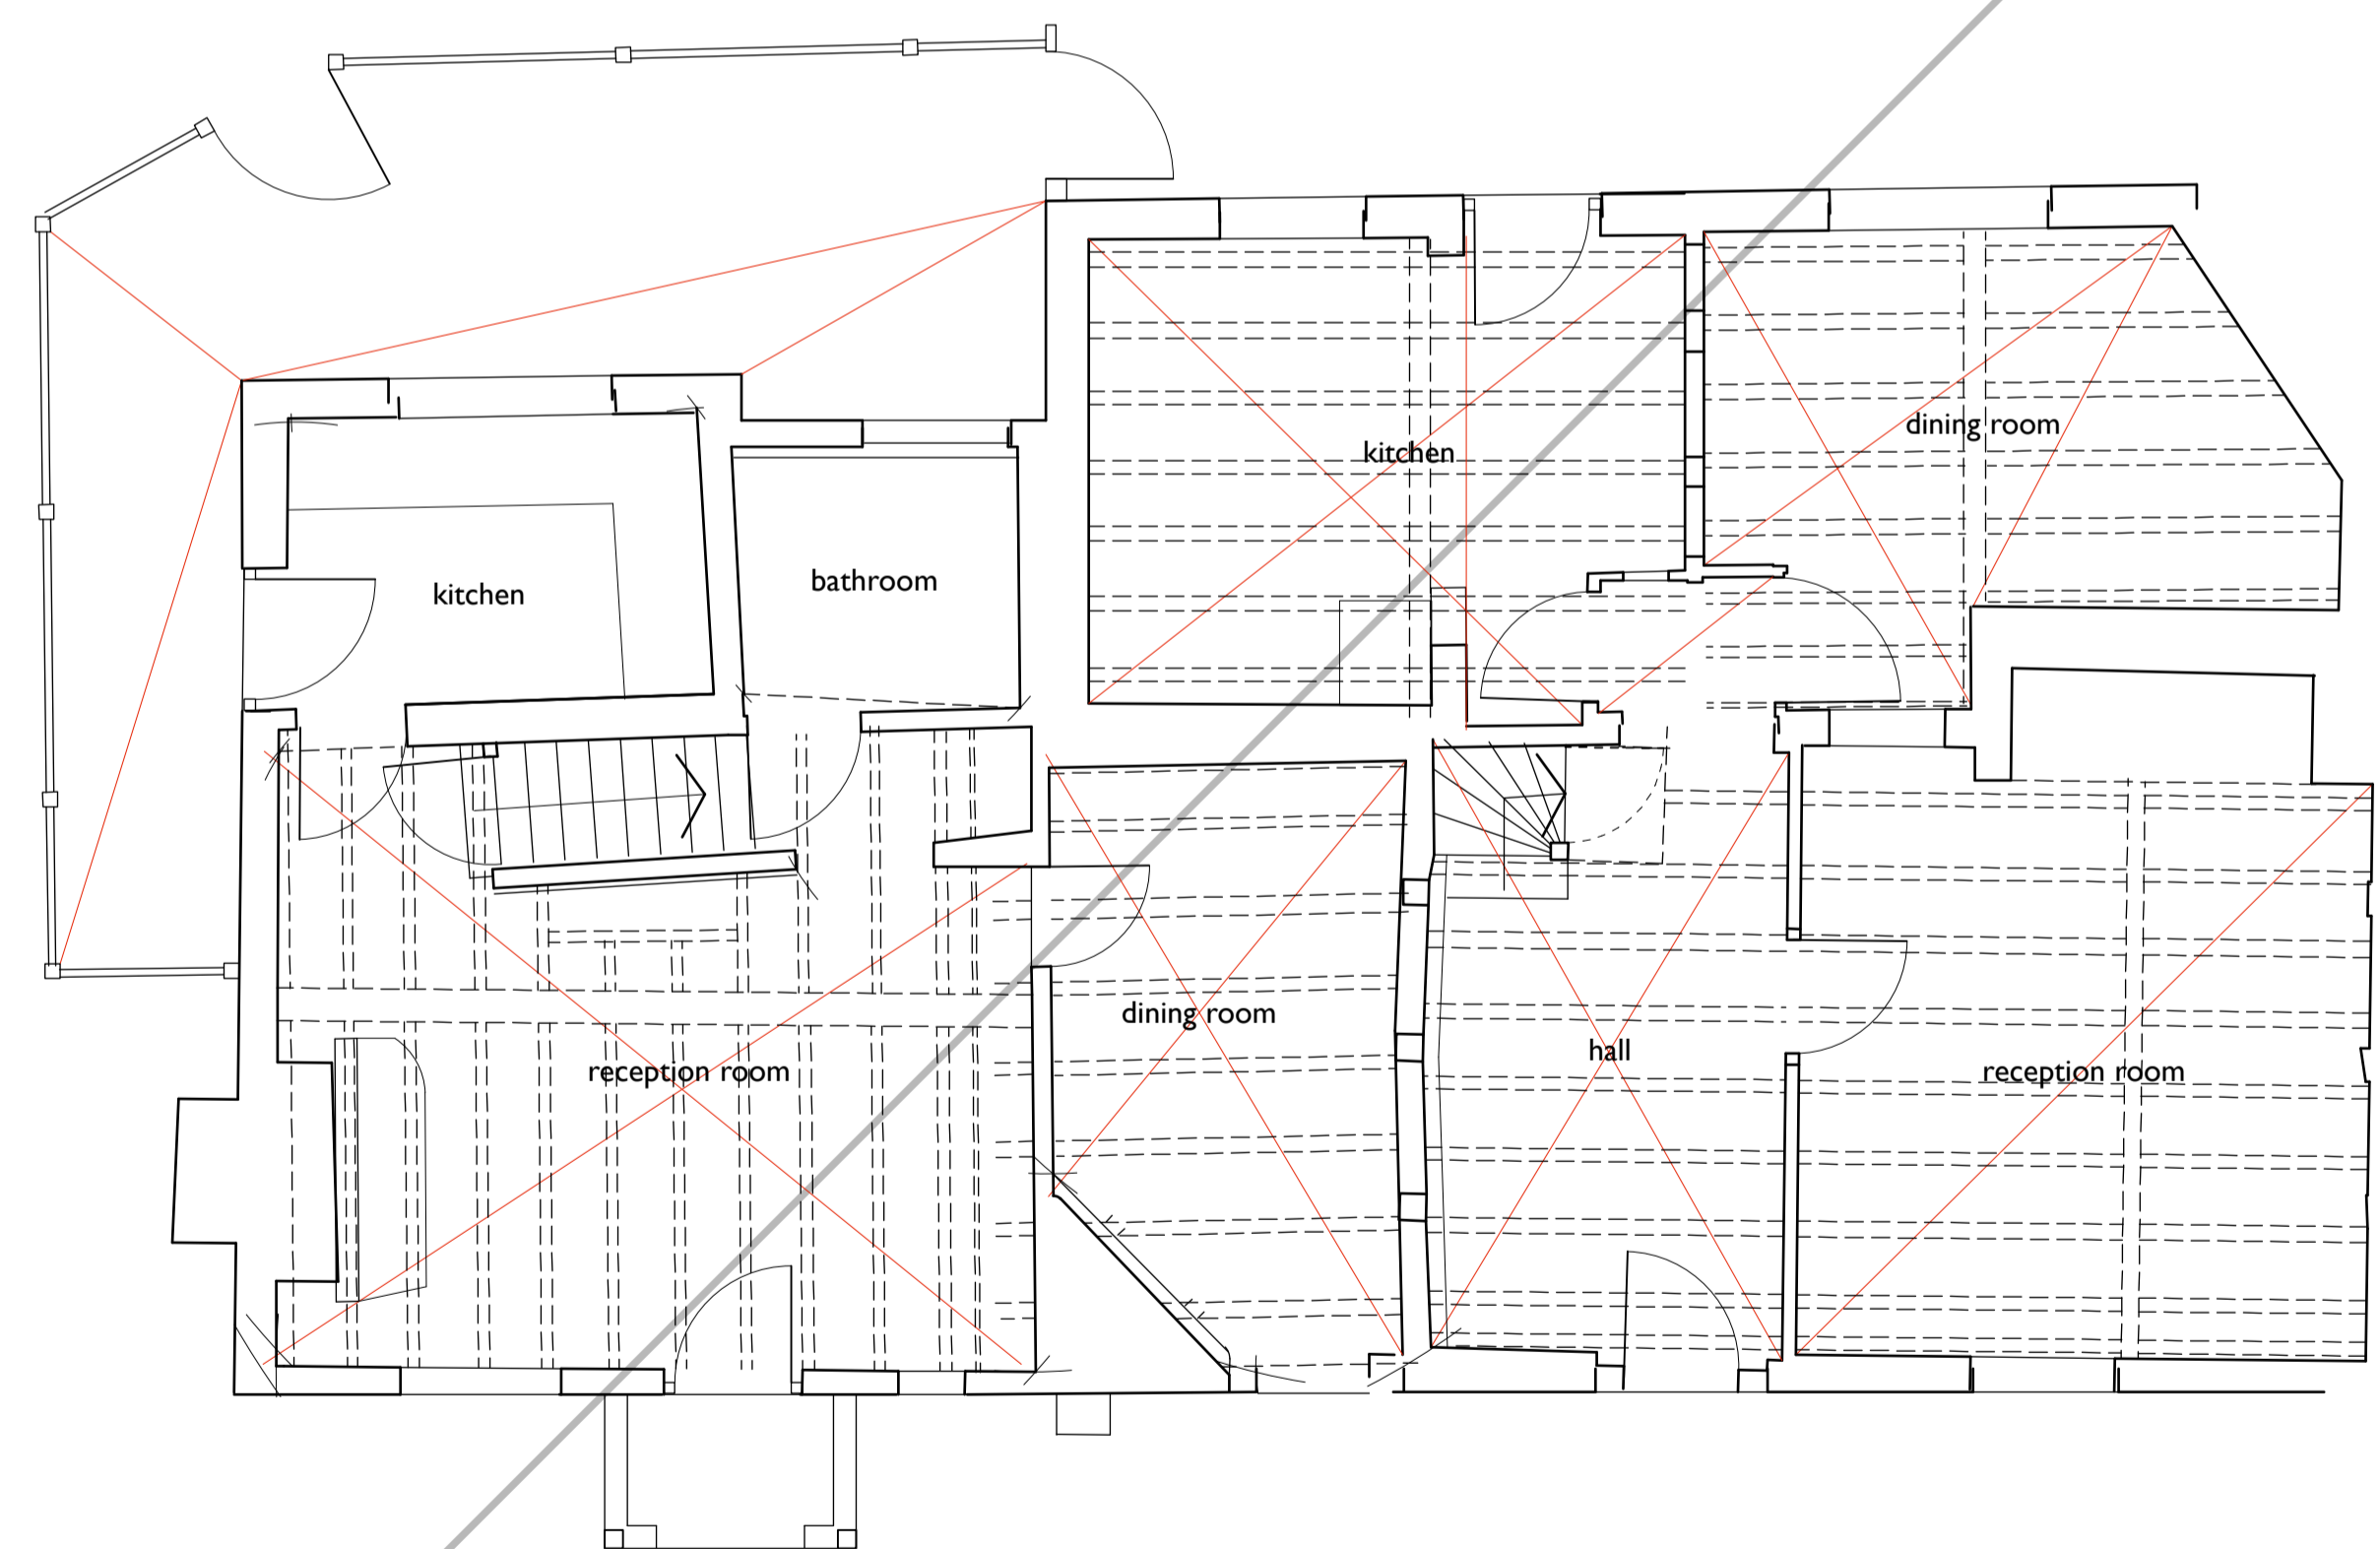 dining room
kitchen
bathroom
kitchen
dining room
hall
reception room
reception room